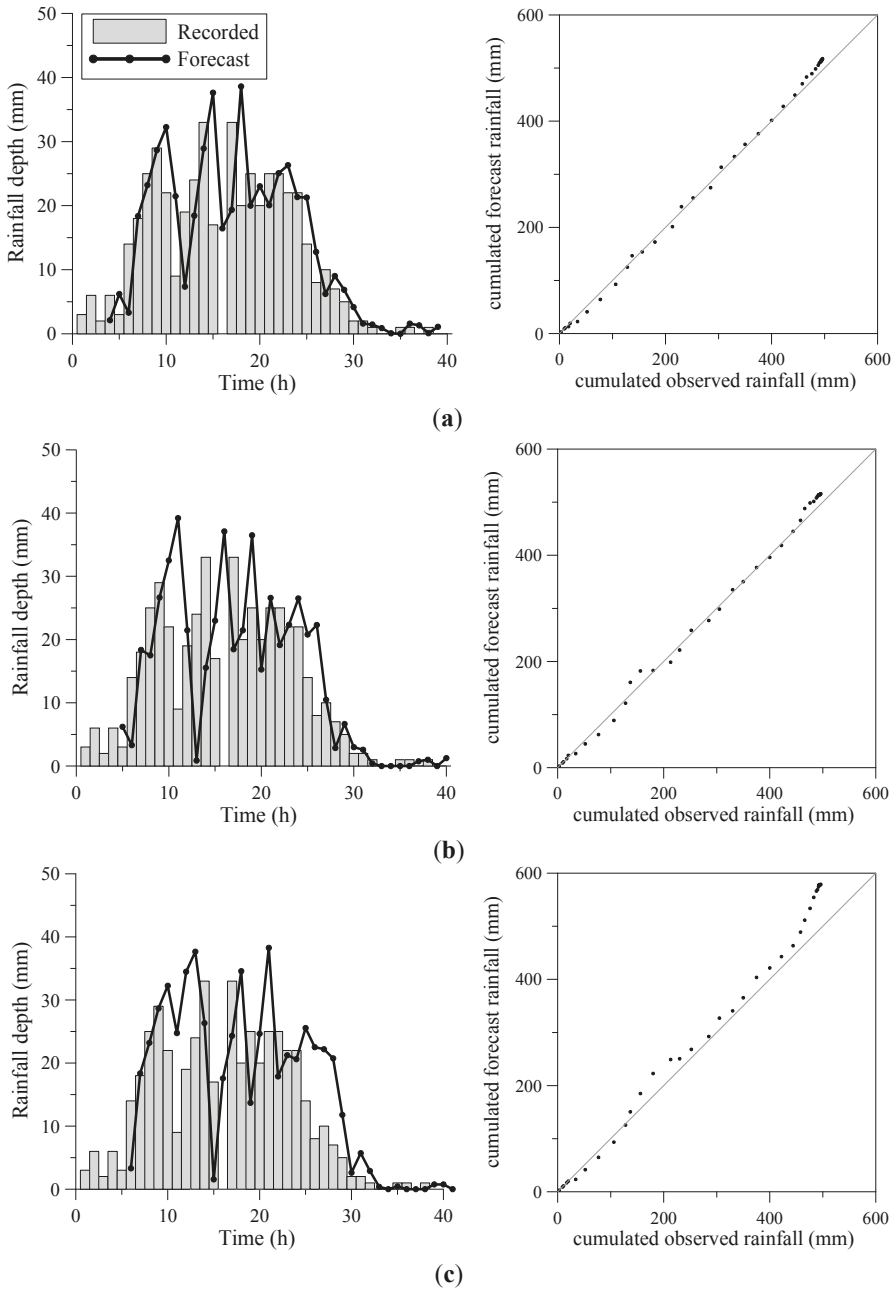 Recorded
Forecast
50
40
30
20
10
0
Rainfall depth (mm)
0 10 20 30 40
Time (h)
600
400
200
0
cumulated forecast rainfall (mm)
0 200 400 600
cumulated observed rainfall (mm)
(a)
50
40
30
20
10
0
Rainfall depth (mm)
0 10 20 30 40
Time (h)
600
400
200
0
cumulated forecast rainfall (mm)
0 200 400 600
cumulated observed rainfall (mm)
(b)
50
40
30
20
10
0
Rainfall depth (mm)
0 10 20 30 40
Time (h)
600
400
200
0
cumulated forecast rainfall (mm)
0 200 400 600
cumulated observed rainfall (mm)
(c)